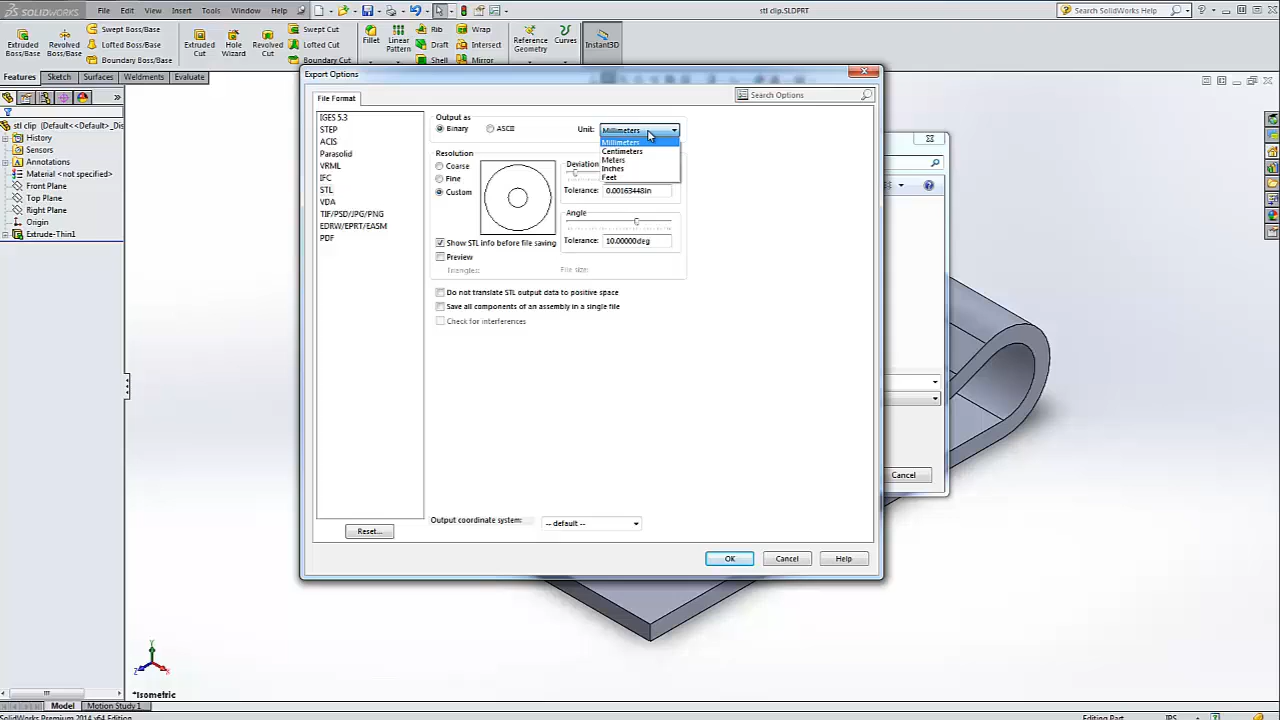 SOLIDWORKS File Edit View Insert Tools Window Help stl clip.SLDPRT Search SolidWorks Help
Extruded Boss/Base Revolved Boss/Base Swept Boss/Base Lofted Boss/Base Boundary Boss/Base Extruded Cut Hole Wizard Revolved Cut Swept Cut Lofted Cut Boundary Cut Fillet Linear Pattern Rib Draft Shell Wrap Intersect Mirror Reference Geometry Curves Instant3D
Features Sketch Surfaces Weldments Evaluate
Export Options
File Format
Search Options
stl clip (Default<<Default>_Dis
History
Sensors
Annotations
Material <not specified>
Front Plane
Top Plane
Right Plane
Origin
Extrude-Thin1
IGES 5.3
STEP
ACIS
Parasolid
VRML
IFC
STL
VDA
TIF/PSD/JPG/PNG
EDRW/EPRT/EASM
PDF
Reset...
Output as
Binary ASCII Unit: Millimeters
Millimeters
Centimeters
Meters
Inches
Feet
Resolution
Coarse
Fine
Custom
Deviation
Tolerance: 0.00163448in
Angle
Tolerance: 10.00000deg
Show STL info before file saving
Preview
Triangles: File size:
Do not translate STL output data to positive space
Save all components of an assembly in a single file
Check for interferences
Output coordinate system: -- default --
OK Cancel Help
Cancel
Y
Z X
*Isometric
Model Motion Study 1
SolidWorks Premium 2014 x64 Edition Editing Part IPS